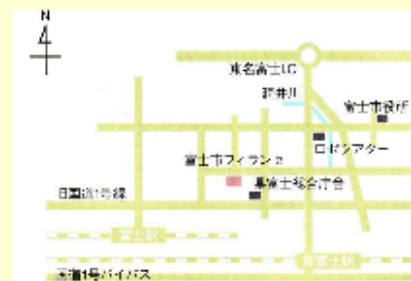 N
東名富士I.C
潤井川
富士市役所
ロゼシアター
富士市フィランセ
県富士総合庁舎
旧国道1号線
富士駅
新富士駅
国道1号バイパス